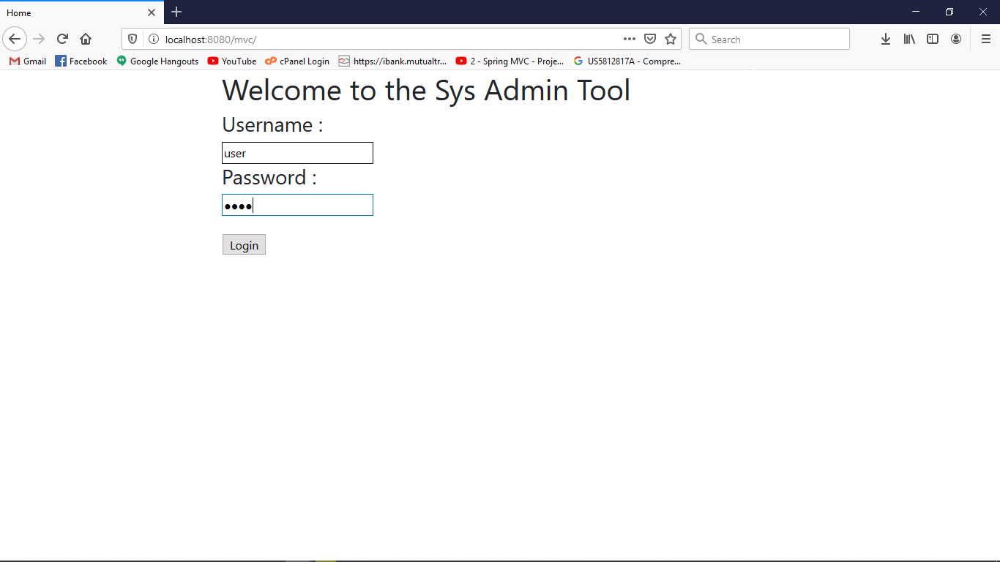 Home
localhost:8080/mvc/
Search
Gmail Facebook Google Hangouts YouTube cPanel Login https://ibank.mutualtr... 2 - Spring MVC - Proje... US5812817A - Compre...
Welcome to the Sys Admin Tool
Username :
user
Password :
••••
Login